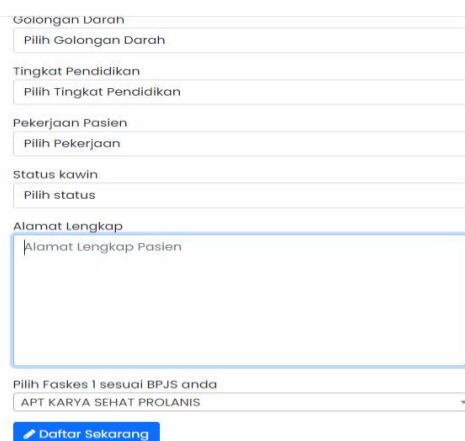 Golongan Darah
Pilih Golongan Darah
Tingkat Pendidikan
Pilih Tingkat Pendidikan
Pekerjaan Pasien
Pilih Pekerjaan
Status kawin
Pilih status
Alamat Lengkap
Alamat Lengkap Pasien
Pilih Faskes 1 sesuai BPJS anda
APT KARYA SEHAT PROLANIS
Daftar Sekarang